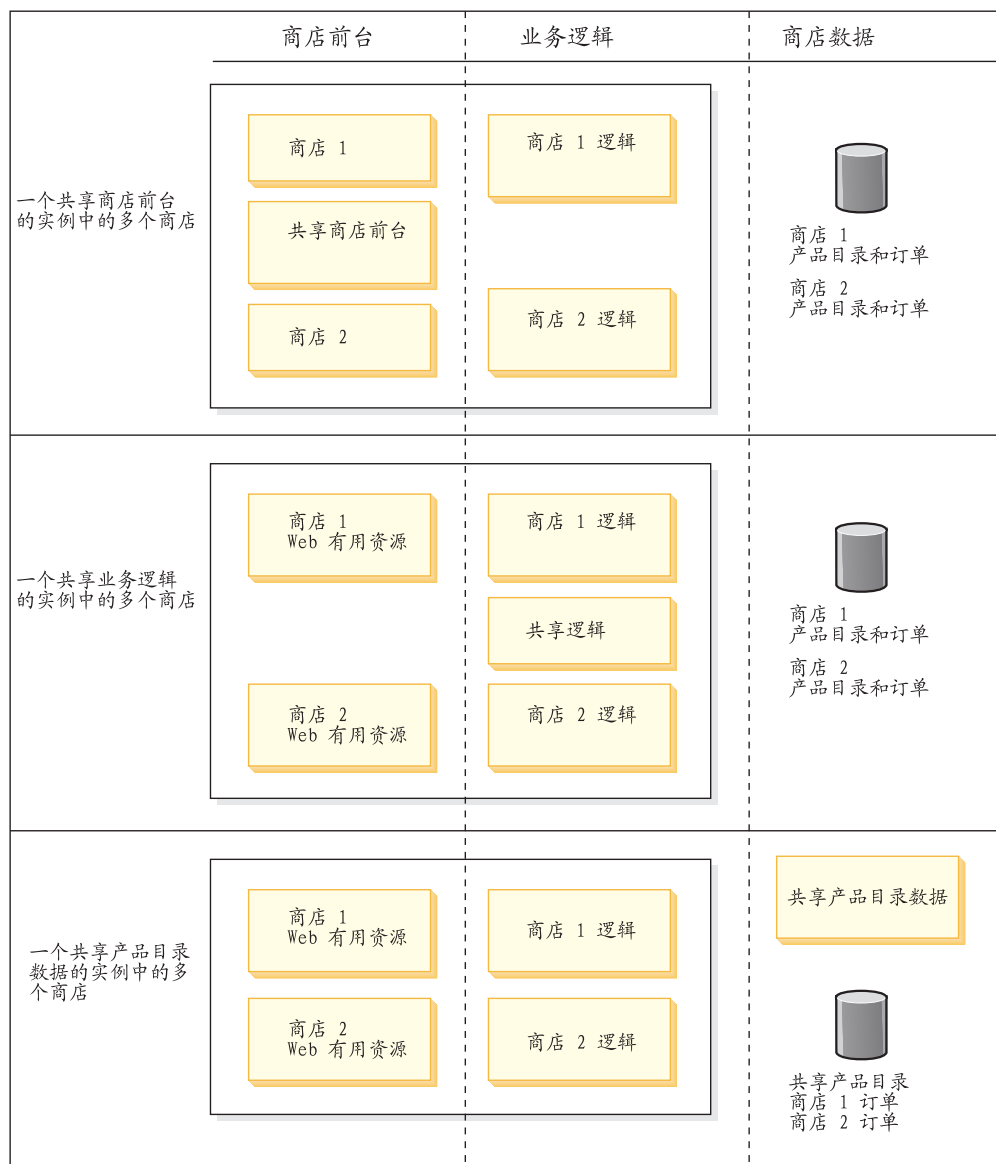 商店前台
业务逻辑
商店数据
一个共享商店前台
的实例中的多个商店
商店 1
共享商店前台
商店 2
商店 1 逻辑
商店 2 逻辑
商店 1
产品目录和订单
商店 2
产品目录和订单
一个共享业务逻辑
的实例中的多个商店
商店 1
Web 有用资源
商店 2
Web 有用资源
商店 1 逻辑
共享逻辑
商店 2 逻辑
商店 1
产品目录和订单
商店 2
产品目录和订单
一个共享产品目录
数据的实例中的多
个商店
商店 1
Web 有用资源
商店 2
Web 有用资源
商店 1 逻辑
商店 2 逻辑
共享产品目录数据
共享产品目录
商店 1 订单
商店 2 订单